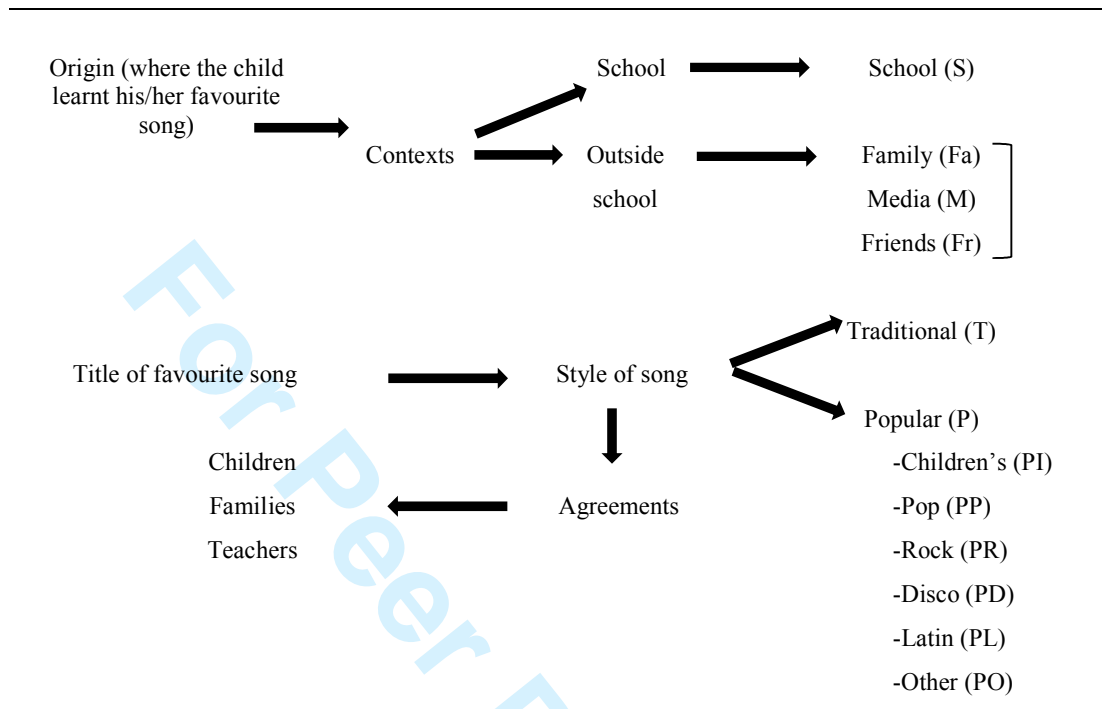 Origin (where the child
learnt his/her favourite
song)
Contexts
School
School (S)
Outside
school
Family (Fa)
Media (M)
Friends (Fr)
Title of favourite song
Style of song
Traditional (T)
Popular (P)
-Children’s (PI)
-Pop (PP)
-Rock (PR)
-Disco (PD)
-Latin (PL)
-Other (PO)
Agreements
Children
Families
Teachers
For Peer